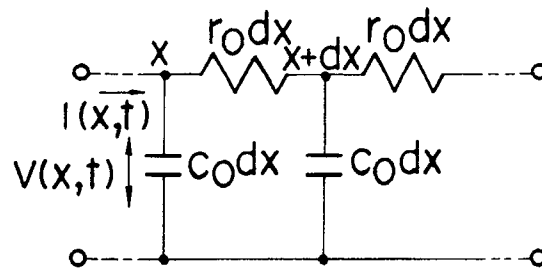 r₀dx r₀dx
x x+dx
I(x,t)
V(x,t) c₀dx c₀dx